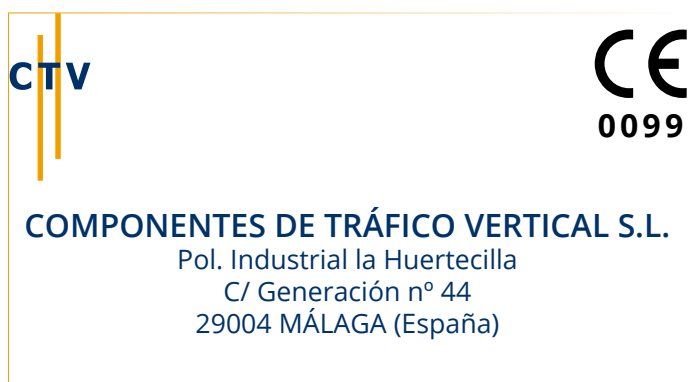 CTV
CE
0099
COMPONENTES DE TRÁFICO VERTICAL S.L.
Pol. Industrial la Huertecilla
C/ Generación nº 44
29004 MÁLAGA (España)